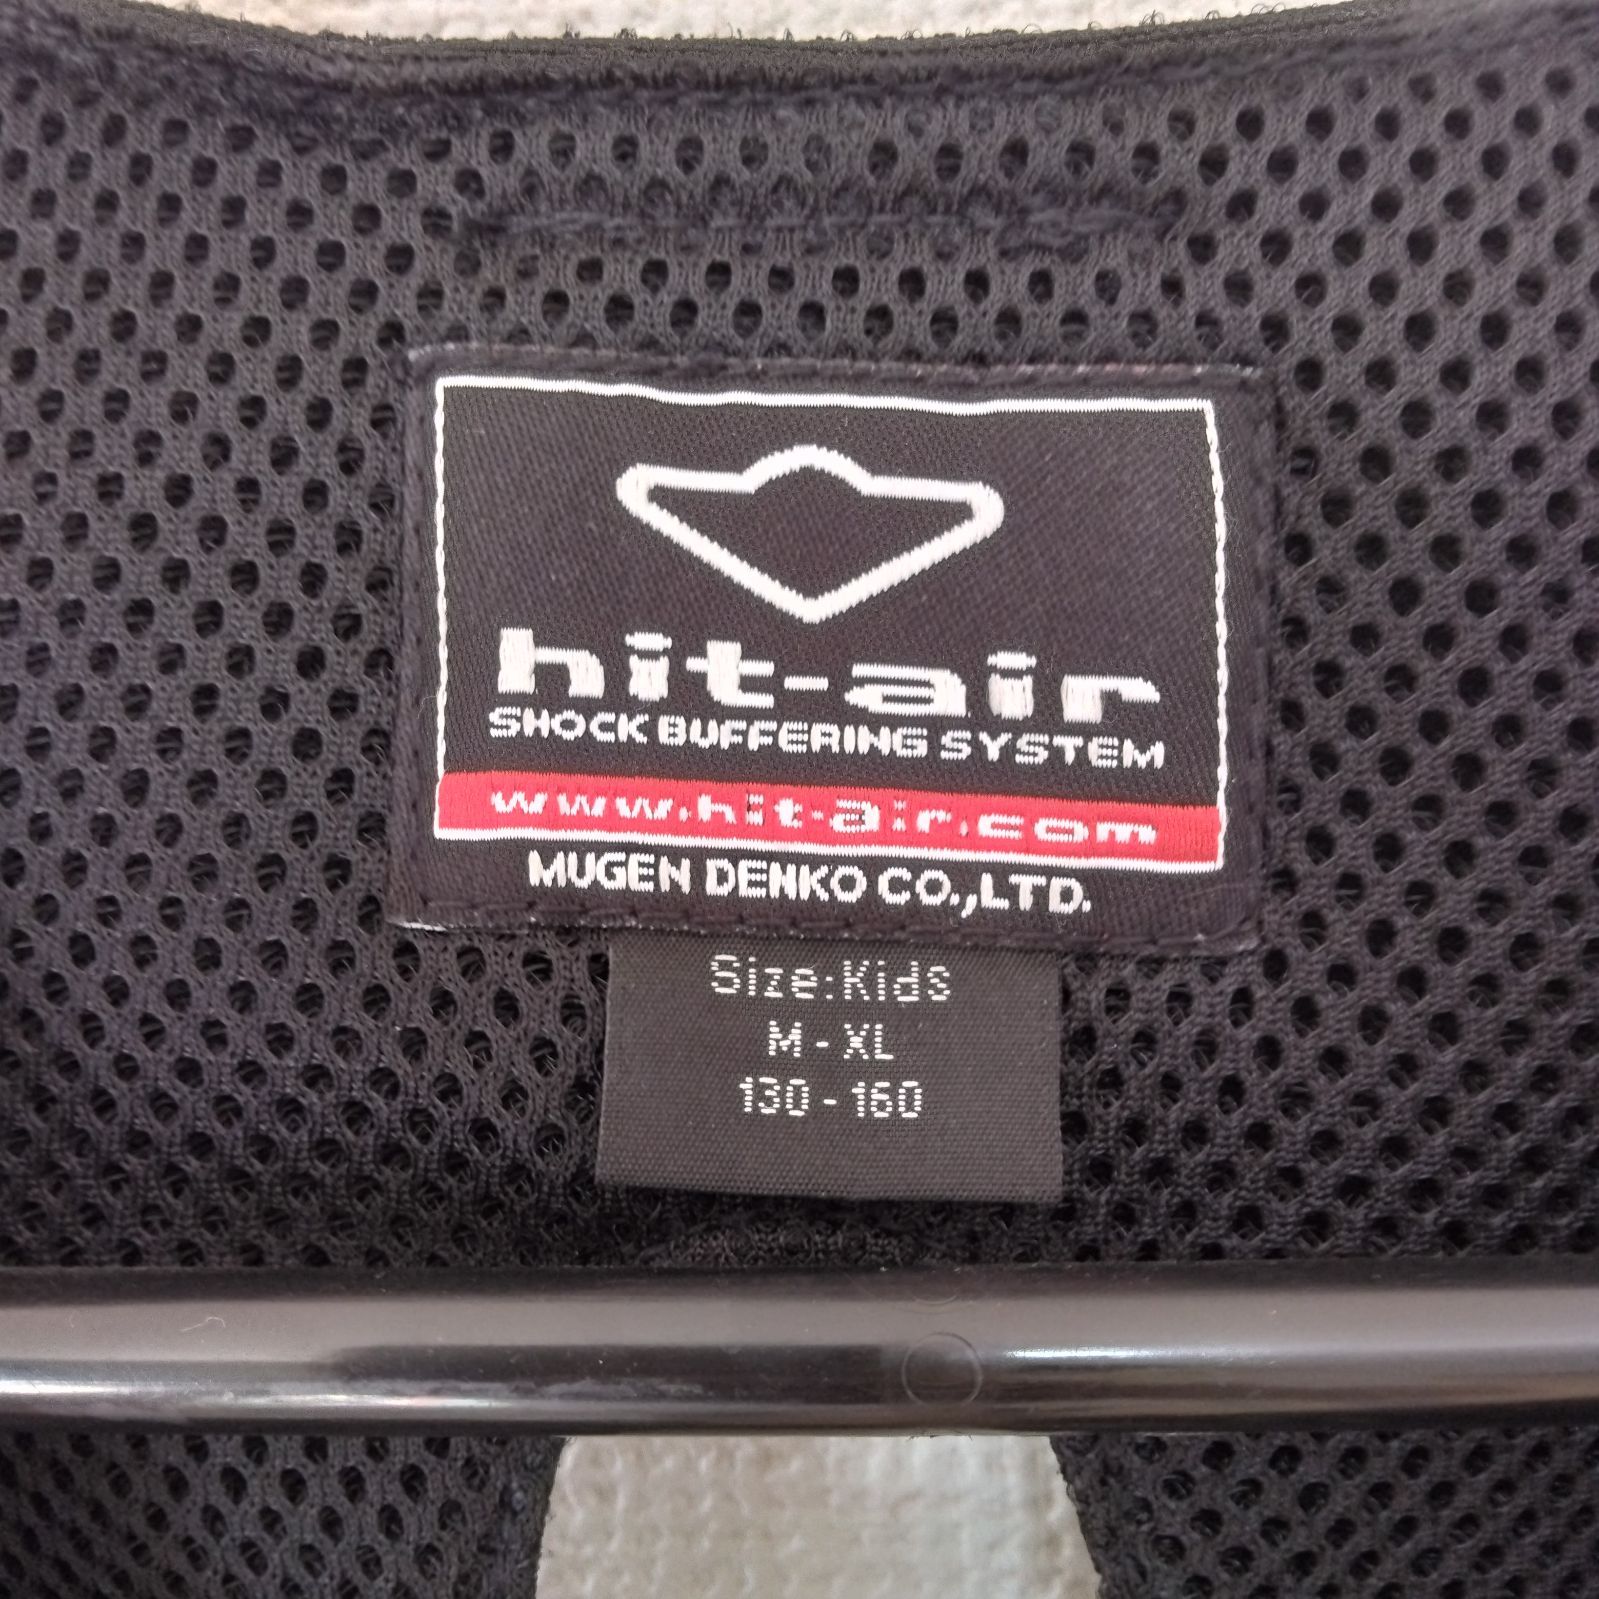 hit-air
SHOCK BUFFERING SYSTEM
www.hit-air.com
MUGEN DENKO CO.,LTD.
Size:Kids
M - XL
130 - 160